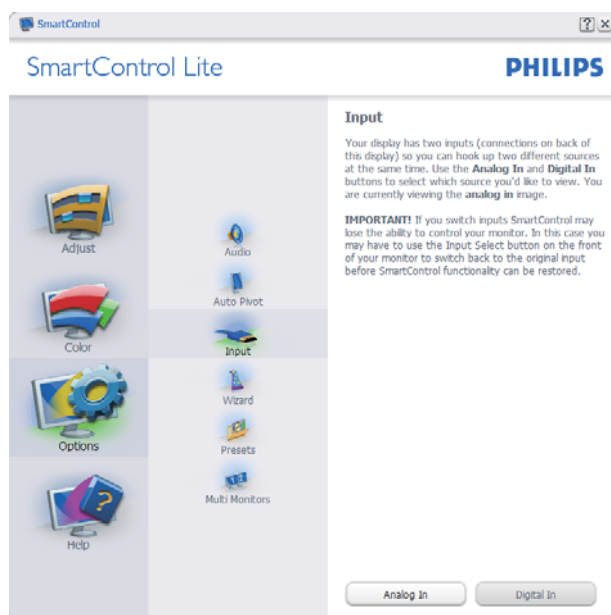 SmartControl
SmartControl Lite
PHILIPS
Adjust
Color
Options
Help
Audio
Auto Pivot
Input
Wizard
Presets
Multi Monitors
Input
Your display has two inputs (connections on back of
this display) so you can hook up two different sources
at the same time. Use the Analog In and Digital In
buttons to select which source you'd like to view. You
are currently viewing the analog in image.
IMPORTANT! If you switch inputs SmartControl may
lose the ability to control your monitor. In this case you
may have to use the Input Select button on the front
of your monitor to switch back to the original input
before SmartControl functionality can be restored.
Analog In
Digital In